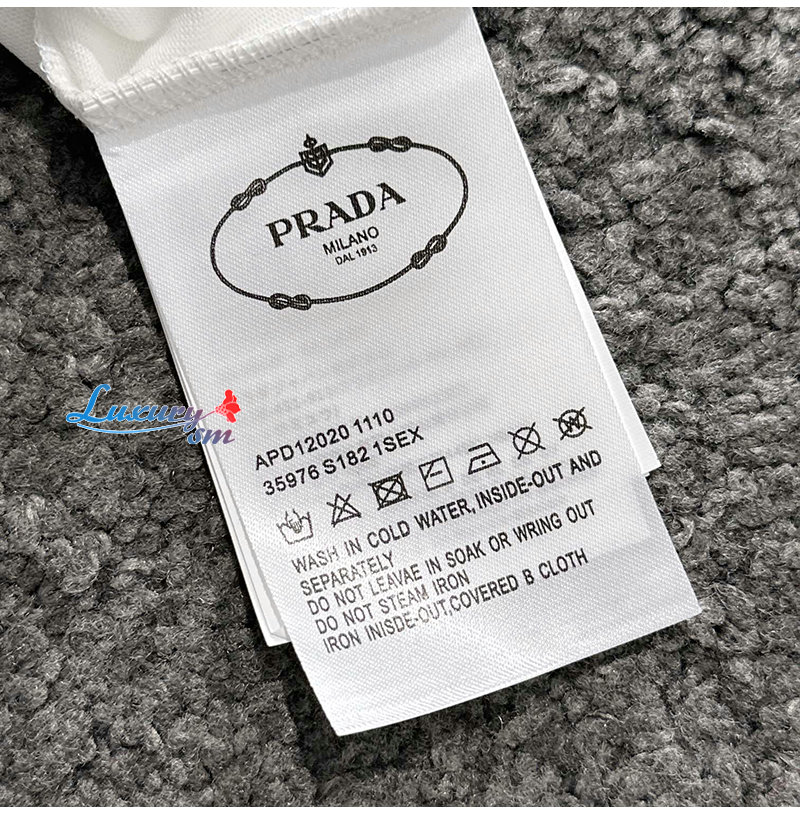 PRADA
MILANO
DAL 1913
Luxury
sm
APD12020 1110
35976 S182 1SEX
WASH IN COLD WATER, INSIDE-OUT AND
SEPARATELY
DO NOT LEAVAE IN SOAK OR WRING OUT
DO NOT STEAM IRON
IRON INISDE-OUT,COVERED B CLOTH